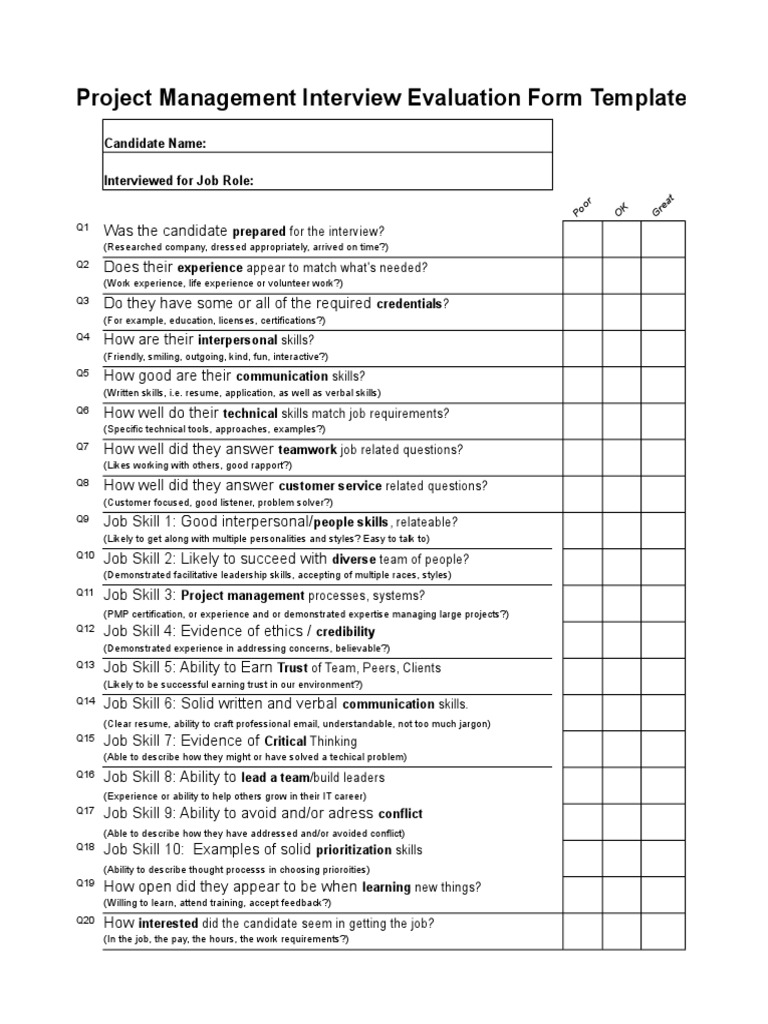 Project Management Interview Evaluation Form Template
Candidate Name:
Interviewed for Job Role:
Poor OK Great
Q1 Was the candidate prepared for the interview?
(Researched company, dressed appropriately, arrived on time?)
Q2 Does their experience appear to match what's needed?
(Work experience, life experience or volunteer work?)
Q3 Do they have some or all of the required credentials?
(For example, education, licenses, certifications?)
Q4 How are their interpersonal skills?
(Friendly, smiling, outgoing, kind, fun, interactive?)
Q5 How good are their communication skills?
(Written skills, i.e. resume, application, as well as verbal skills)
Q6 How well do their technical skills match job requirements?
(Specific technical tools, approaches, examples?)
Q7 How well did they answer teamwork job related questions?
(Likes working with others, good rapport?)
Q8 How well did they answer customer service related questions?
(Customer focused, good listener, problem solver?)
Q9 Job Skill 1: Good interpersonal/people skills, relateable?
(Likely to get along with multiple personalities and styles? Easy to talk to)
Q10 Job Skill 2: Likely to succeed with diverse team of people?
(Demonstrated facilitative leadership skills, accepting of multiple races, styles)
Q11 Job Skill 3: Project management processes, systems?
(PMP certification, or experience and or demonstrated expertise managing large projects?)
Q12 Job Skill 4: Evidence of ethics / credibility
(Demonstrated experience in addressing concerns, believable?)
Q13 Job Skill 5: Ability to Earn Trust of Team, Peers, Clients
(Likely to be successful earning trust in our environment?)
Q14 Job Skill 6: Solid written and verbal communication skills.
(Clear resume, ability to craft professional email, understandable, not too much jargon)
Q15 Job Skill 7: Evidence of Critical Thinking
(Able to describe how they might or have solved a techical problem)
Q16 Job Skill 8: Ability to lead a team/build leaders
(Experience or ability to help others grow in their IT career)
Q17 Job Skill 9: Ability to avoid and/or adress conflict
(Able to describe how they have addressed and/or avoided conflict)
Q18 Job Skill 10: Examples of solid prioritization skills
(Ability to describe thought processs in choosing prioroities)
Q19 How open did they appear to be when learning new things?
(Willing to learn, attend training, accept feedback?)
Q20 How interested did the candidate seem in getting the job?
(In the job, the pay, the hours, the work requirements?)